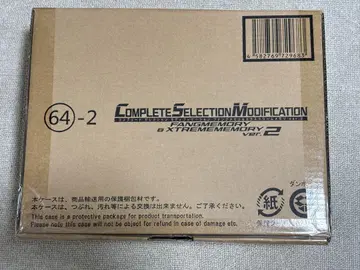 4582769729683
64-2
COMPLETE SELECTION MODIFICATION
FANGMEMORY
& XTREMEMEMORY
ver.2
ダンボ
紙
本ケースは、商品輸送用の保護梱包材です。
本ケースは、つぶれ、汚れ等による交換は出来ません。ご了承ください。
This case is a protective package for product transportation.
Please note this case will not be object for refund in case of damage etc.